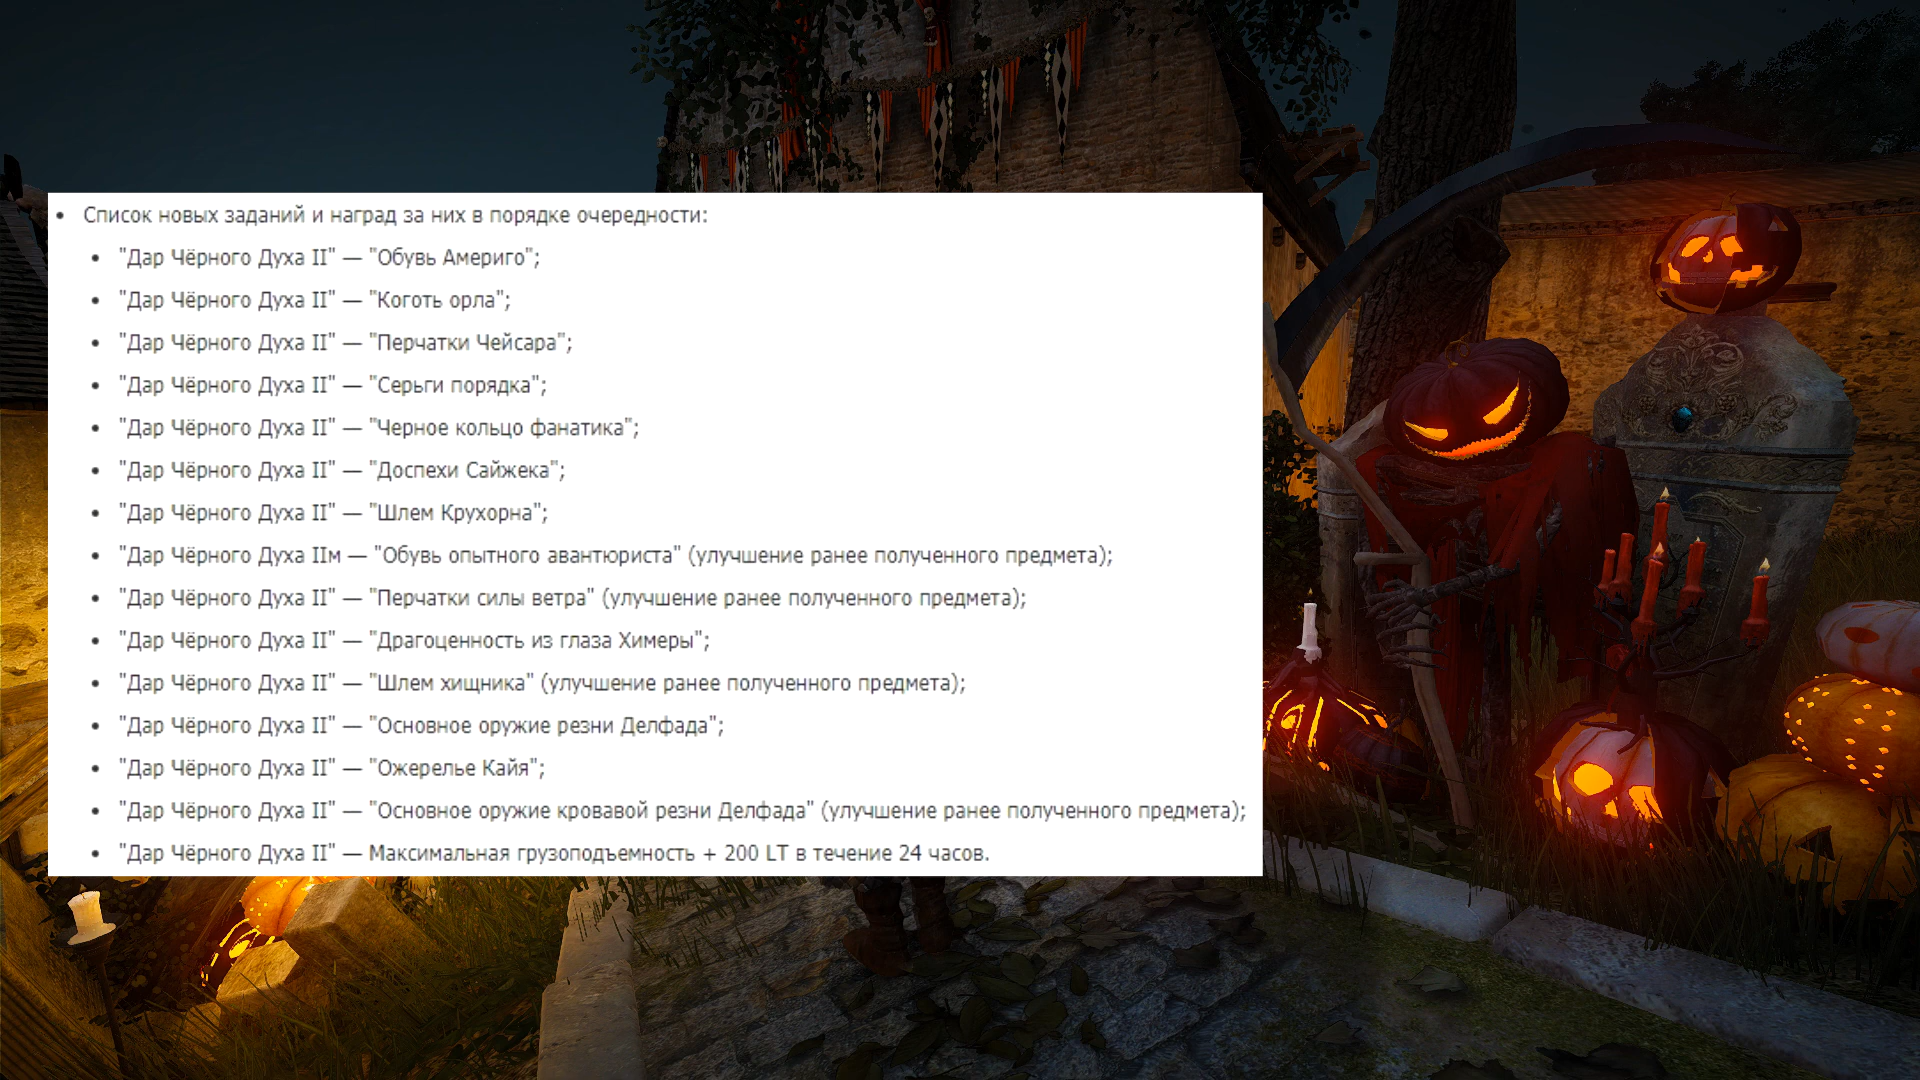 • Список новых заданий и наград за них в порядке очередности:
• "Дар Чёрного Духа II" — "Обувь Америго";
• "Дар Чёрного Духа II" — "Коготь орла";
• "Дар Чёрного Духа II" — "Перчатки Чейсара";
• "Дар Чёрного Духа II" — "Серьги порядка";
• "Дар Чёрного Духа II" — "Черное кольцо фанатика";
• "Дар Чёрного Духа II" — "Доспехи Сайжека";
• "Дар Чёрного Духа II" — "Шлем Крухорна";
• "Дар Чёрного Духа IIм — "Обувь опытного авантюриста" (улучшение ранее полученного предмета);
• "Дар Чёрного Духа II" — "Перчатки силы ветра" (улучшение ранее полученного предмета);
• "Дар Чёрного Духа II" — "Драгоценность из глаза Химеры";
• "Дар Чёрного Духа II" — "Шлем хищника" (улучшение ранее полученного предмета);
• "Дар Чёрного Духа II" — "Основное оружие резни Делфада";
• "Дар Чёрного Духа II" — "Ожерелье Кайя";
• "Дар Чёрного Духа II" — "Основное оружие кровавой резни Делфада" (улучшение ранее полученного предмета);
• "Дар Чёрного Духа II" — Максимальная грузоподъемность + 200 LT в течение 24 часов.